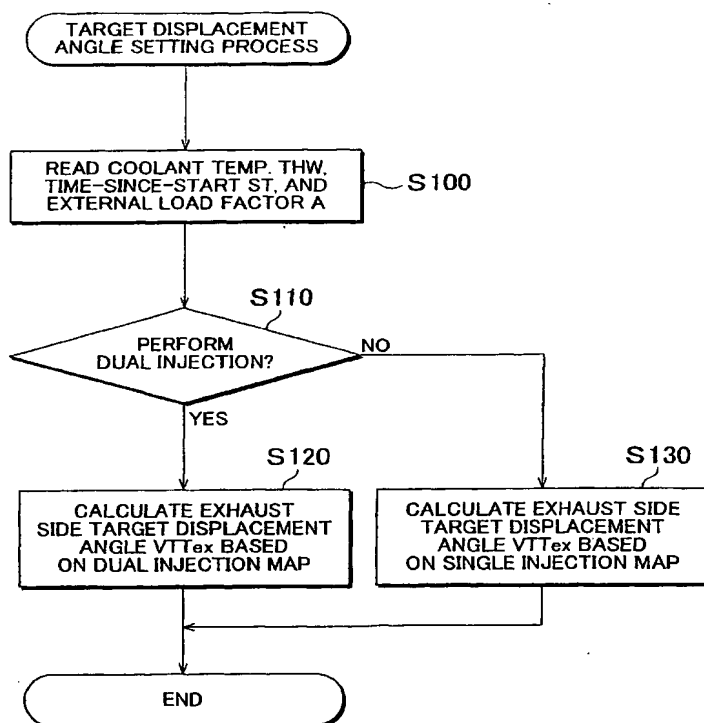 TARGET DISPLACEMENT
ANGLE SETTING PROCESS
READ COOLANT TEMP. THW,
TIME-SINCE-START ST, AND
EXTERNAL LOAD FACTOR A
S100
S110
PERFORM
DUAL INJECTION?
NO
YES
S120
CALCULATE EXHAUST
SIDE TARGET DISPLACEMENT
ANGLE VTTex BASED
ON DUAL INJECTION MAP
S130
CALCULATE EXHAUST SIDE
TARGET DISPLACEMENT
ANGLE VTTex BASED
ON SINGLE INJECTION MAP
END